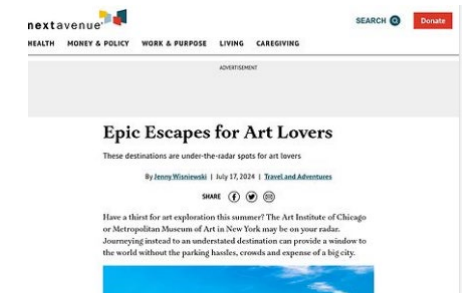 nextavenue
SEARCH
Donate
HEALTH MONEY & POLICY WORK & PURPOSE LIVING CAREGIVING
ADVERTISEMENT
Epic Escapes for Art Lovers
These destinations are under-the-radar spots for art lovers
By Jenny Wisniewski | July 17, 2024 | Travel and Adventures
SHARE
Have a thirst for art exploration this summer? The Art Institute of Chicago
or Metropolitan Museum of Art in New York may be on your radar.
Journeying instead to an understated destination can provide a window to
the world without the parking hassles, crowds and expense of a big city.